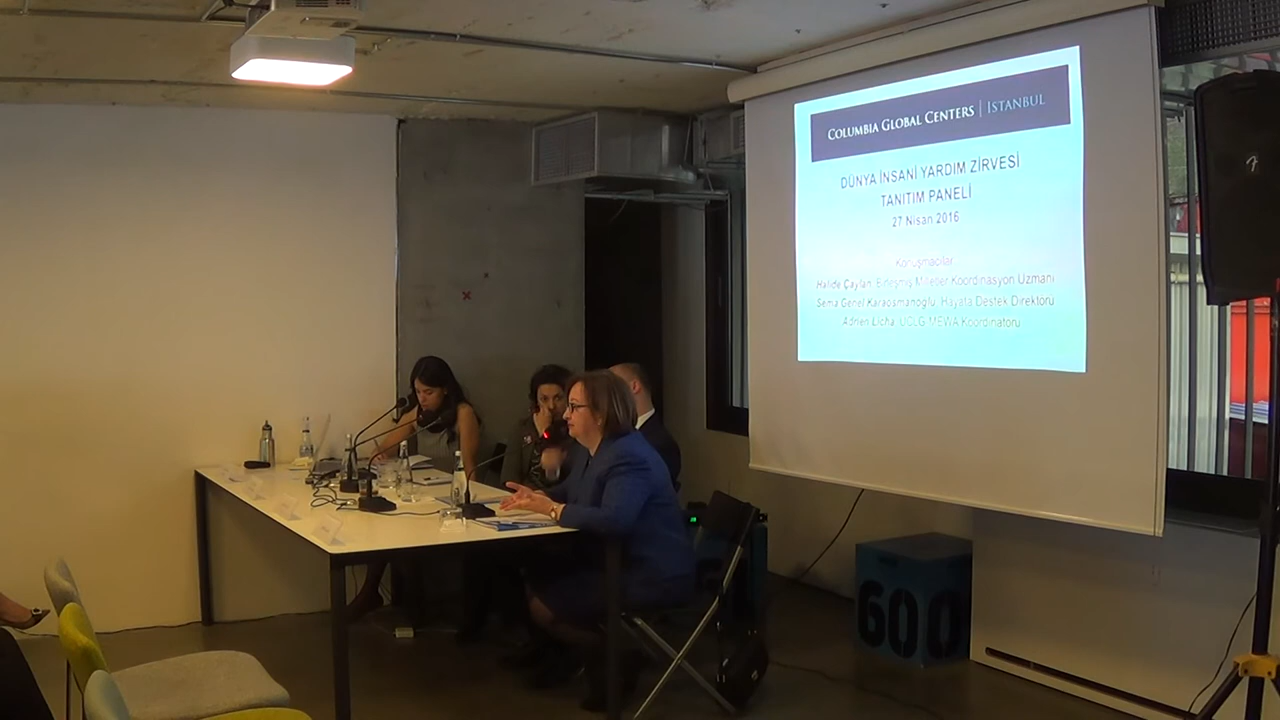 COLUMBIA GLOBAL CENTERS | ISTANBUL
DÜNYA İNSANİ YARDIM ZİRVESİ
TANITIM PANELİ
27 Nisan 2016
Konuşmacılar
Halide Çaylan, Birleşmiş Milletler Koordinasyon Uzmanı
Sema Genel Karaosmanoğlu, Hayata Destek Direktörü
Adrien Licha, UCLG MEWA Koordinatörü
600